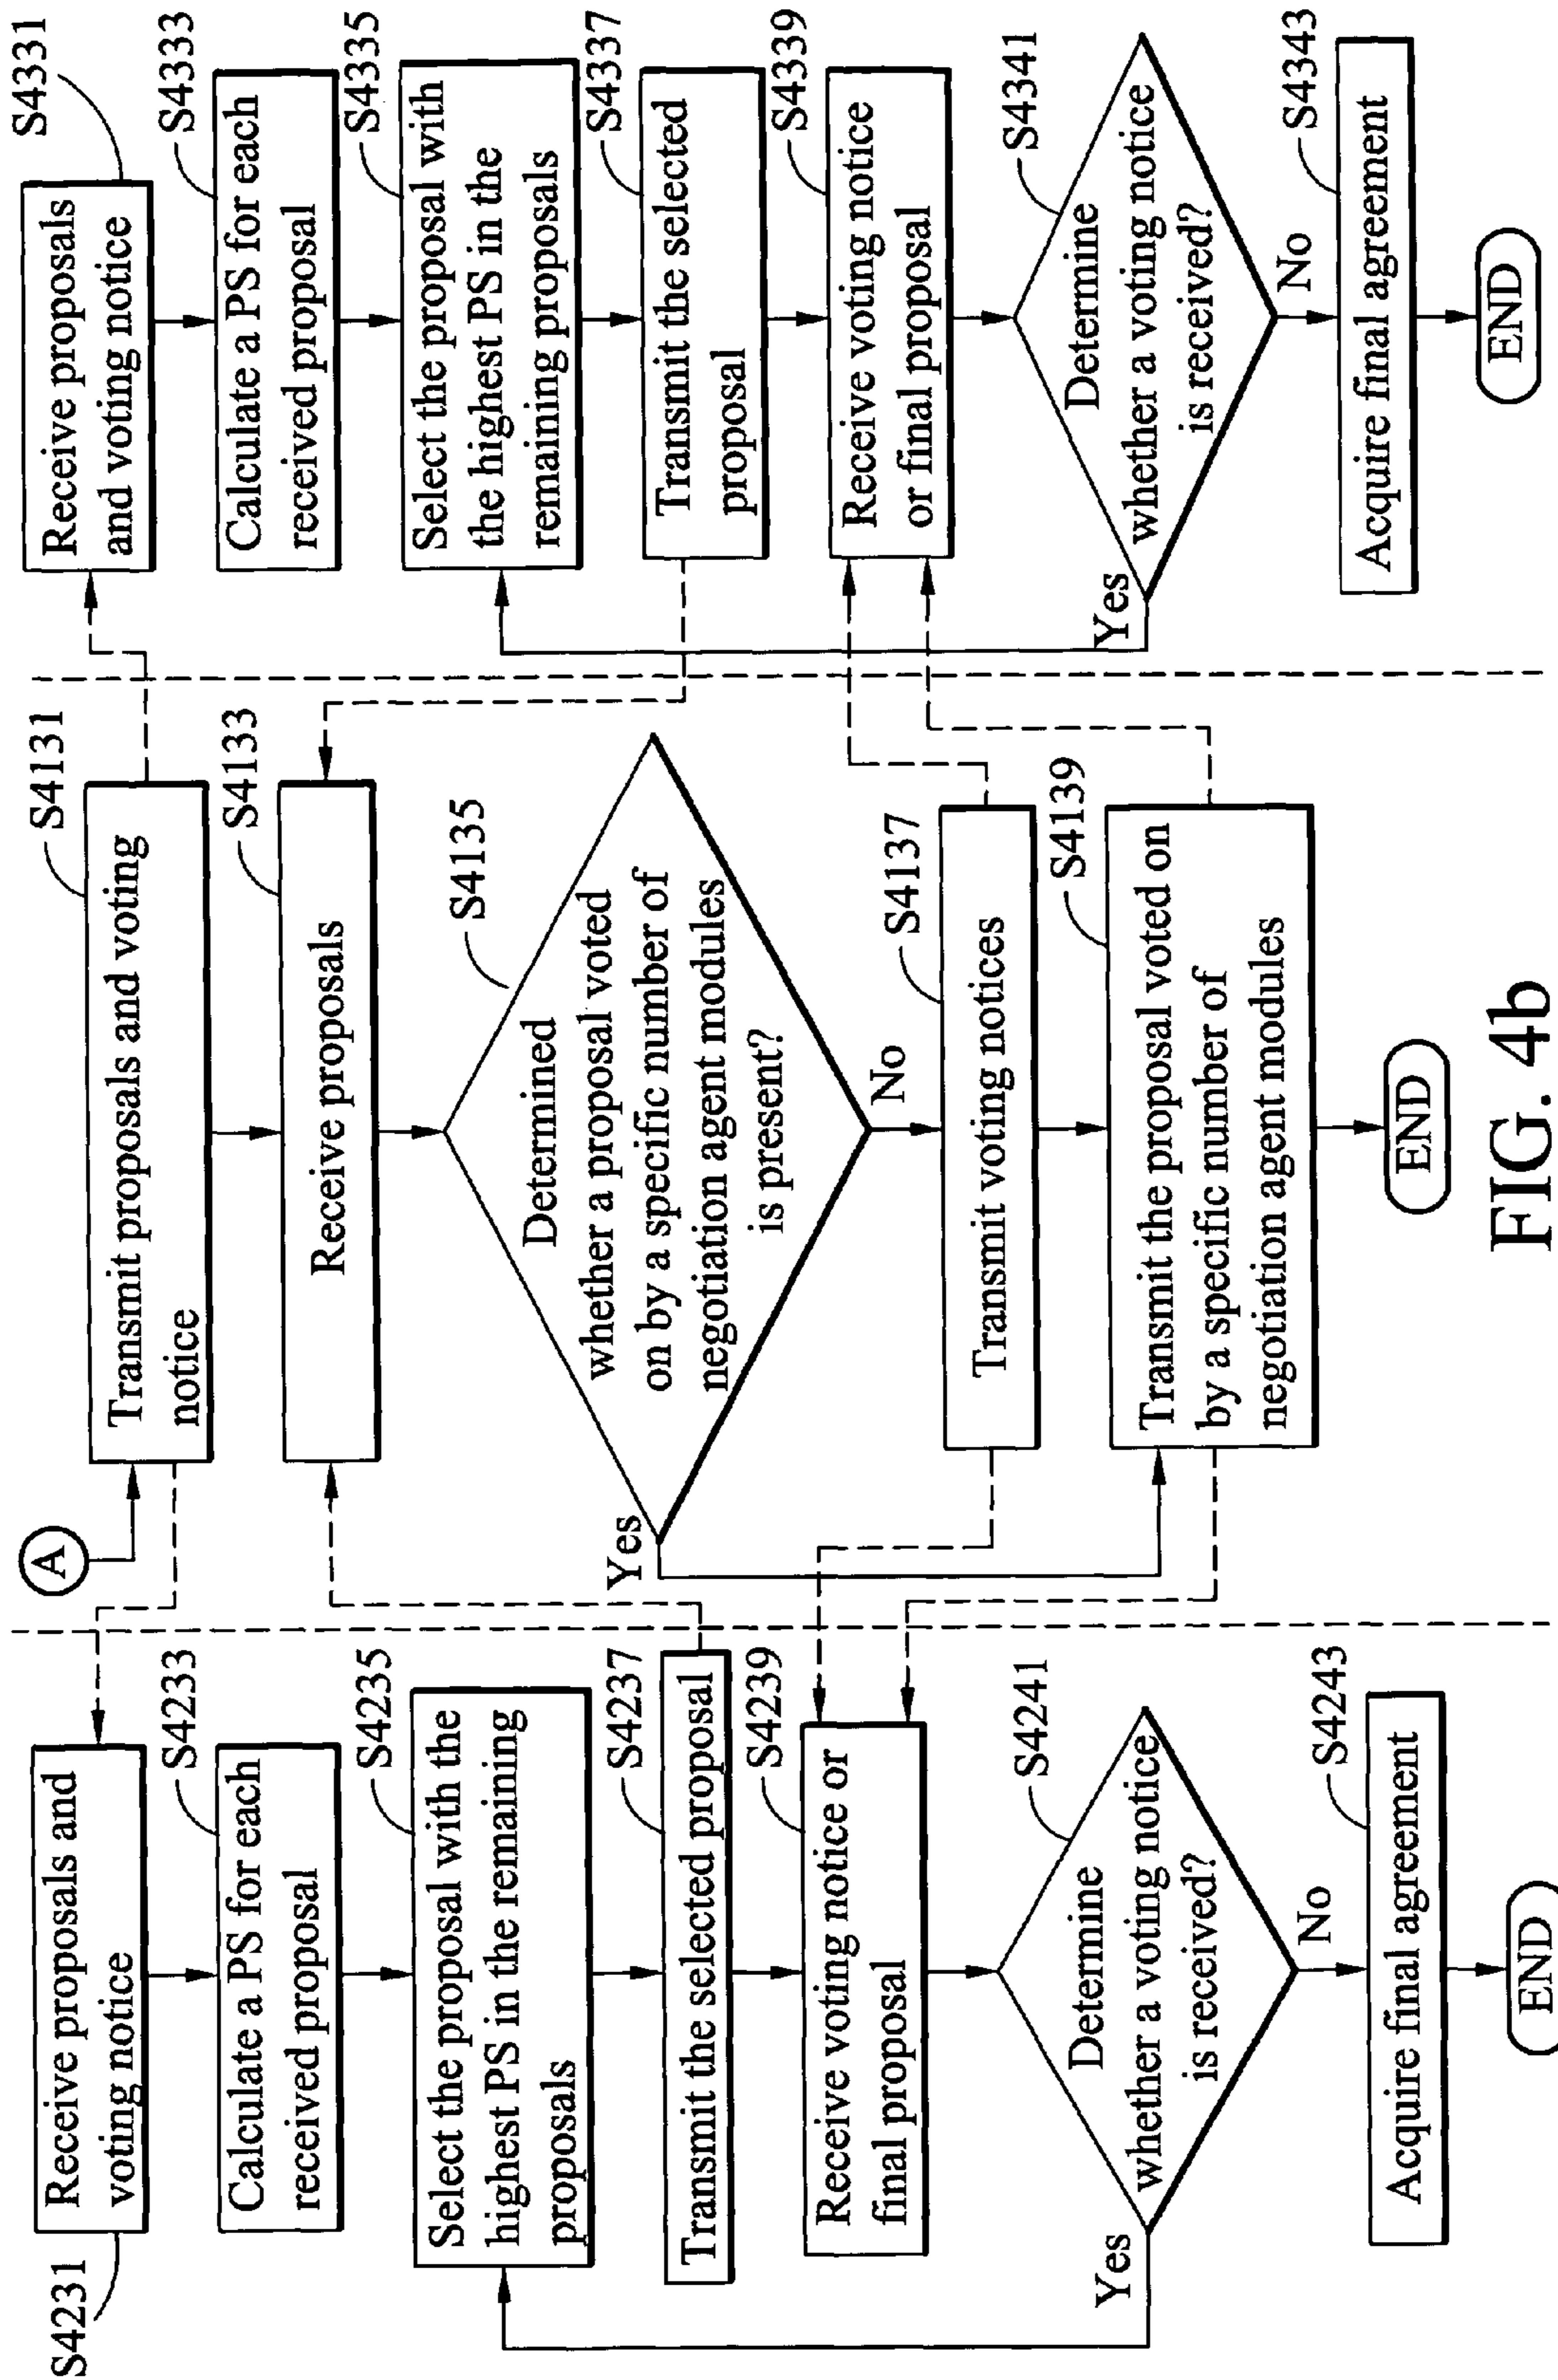 S4231
Receive proposals and
voting notice
S4233
Calculate a PS for each
received proposal
S4235
Select the proposal with the
highest PS in the remaining
proposals
S4237
Transmit the selected proposal
S4239
Receive voting notice or
final proposal
S4241
Determine
whether a voting notice
is received?
Yes
No
S4243
Acquire final agreement
END
A
S4131
Transmit proposals and voting
notice
S4133
Receive proposals
S4135
Determined
whether a proposal voted
on by a specific number of
negotiation agent modules
is present?
Yes
No
S4137
Transmit voting notices
S4139
Transmit the proposal voted on
by a specific number of
negotiation agent modules
END
S4331
Receive proposals
and voting notice
S4333
Calculate a PS for each
received proposal
S4335
Select the proposal with
the highest PS in the
remaining proposals
S4337
Transmit the selected
proposal
S4339
Receive voting notice
or final proposal
S4341
Determine
whether a voting notice
is received?
Yes
No
S4343
Acquire final agreement
END
FIG. 4b